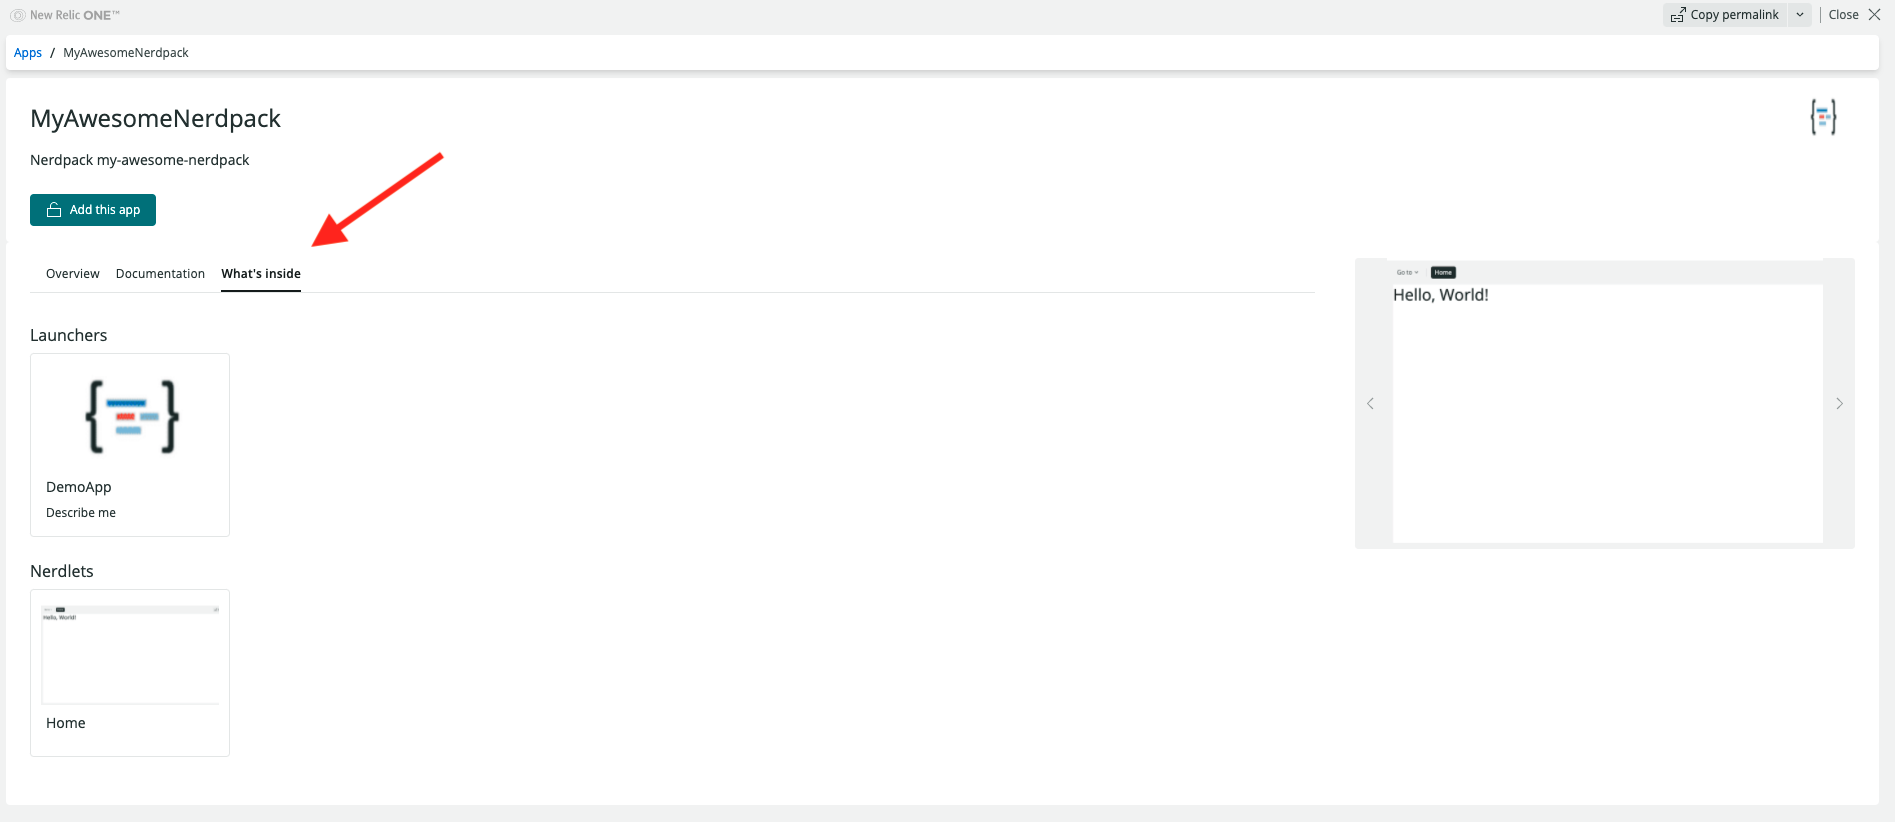 New Relic ONE™
Copy permalink
Close
Apps / MyAwesomeNerdpack
MyAwesomeNerdpack
Nerdpack my-awesome-nerdpack
Add this app
Overview Documentation What's inside
Go to Home
Hello, World!
Launchers
DemoApp
Describe me
Nerdlets
Hello, World!
Home